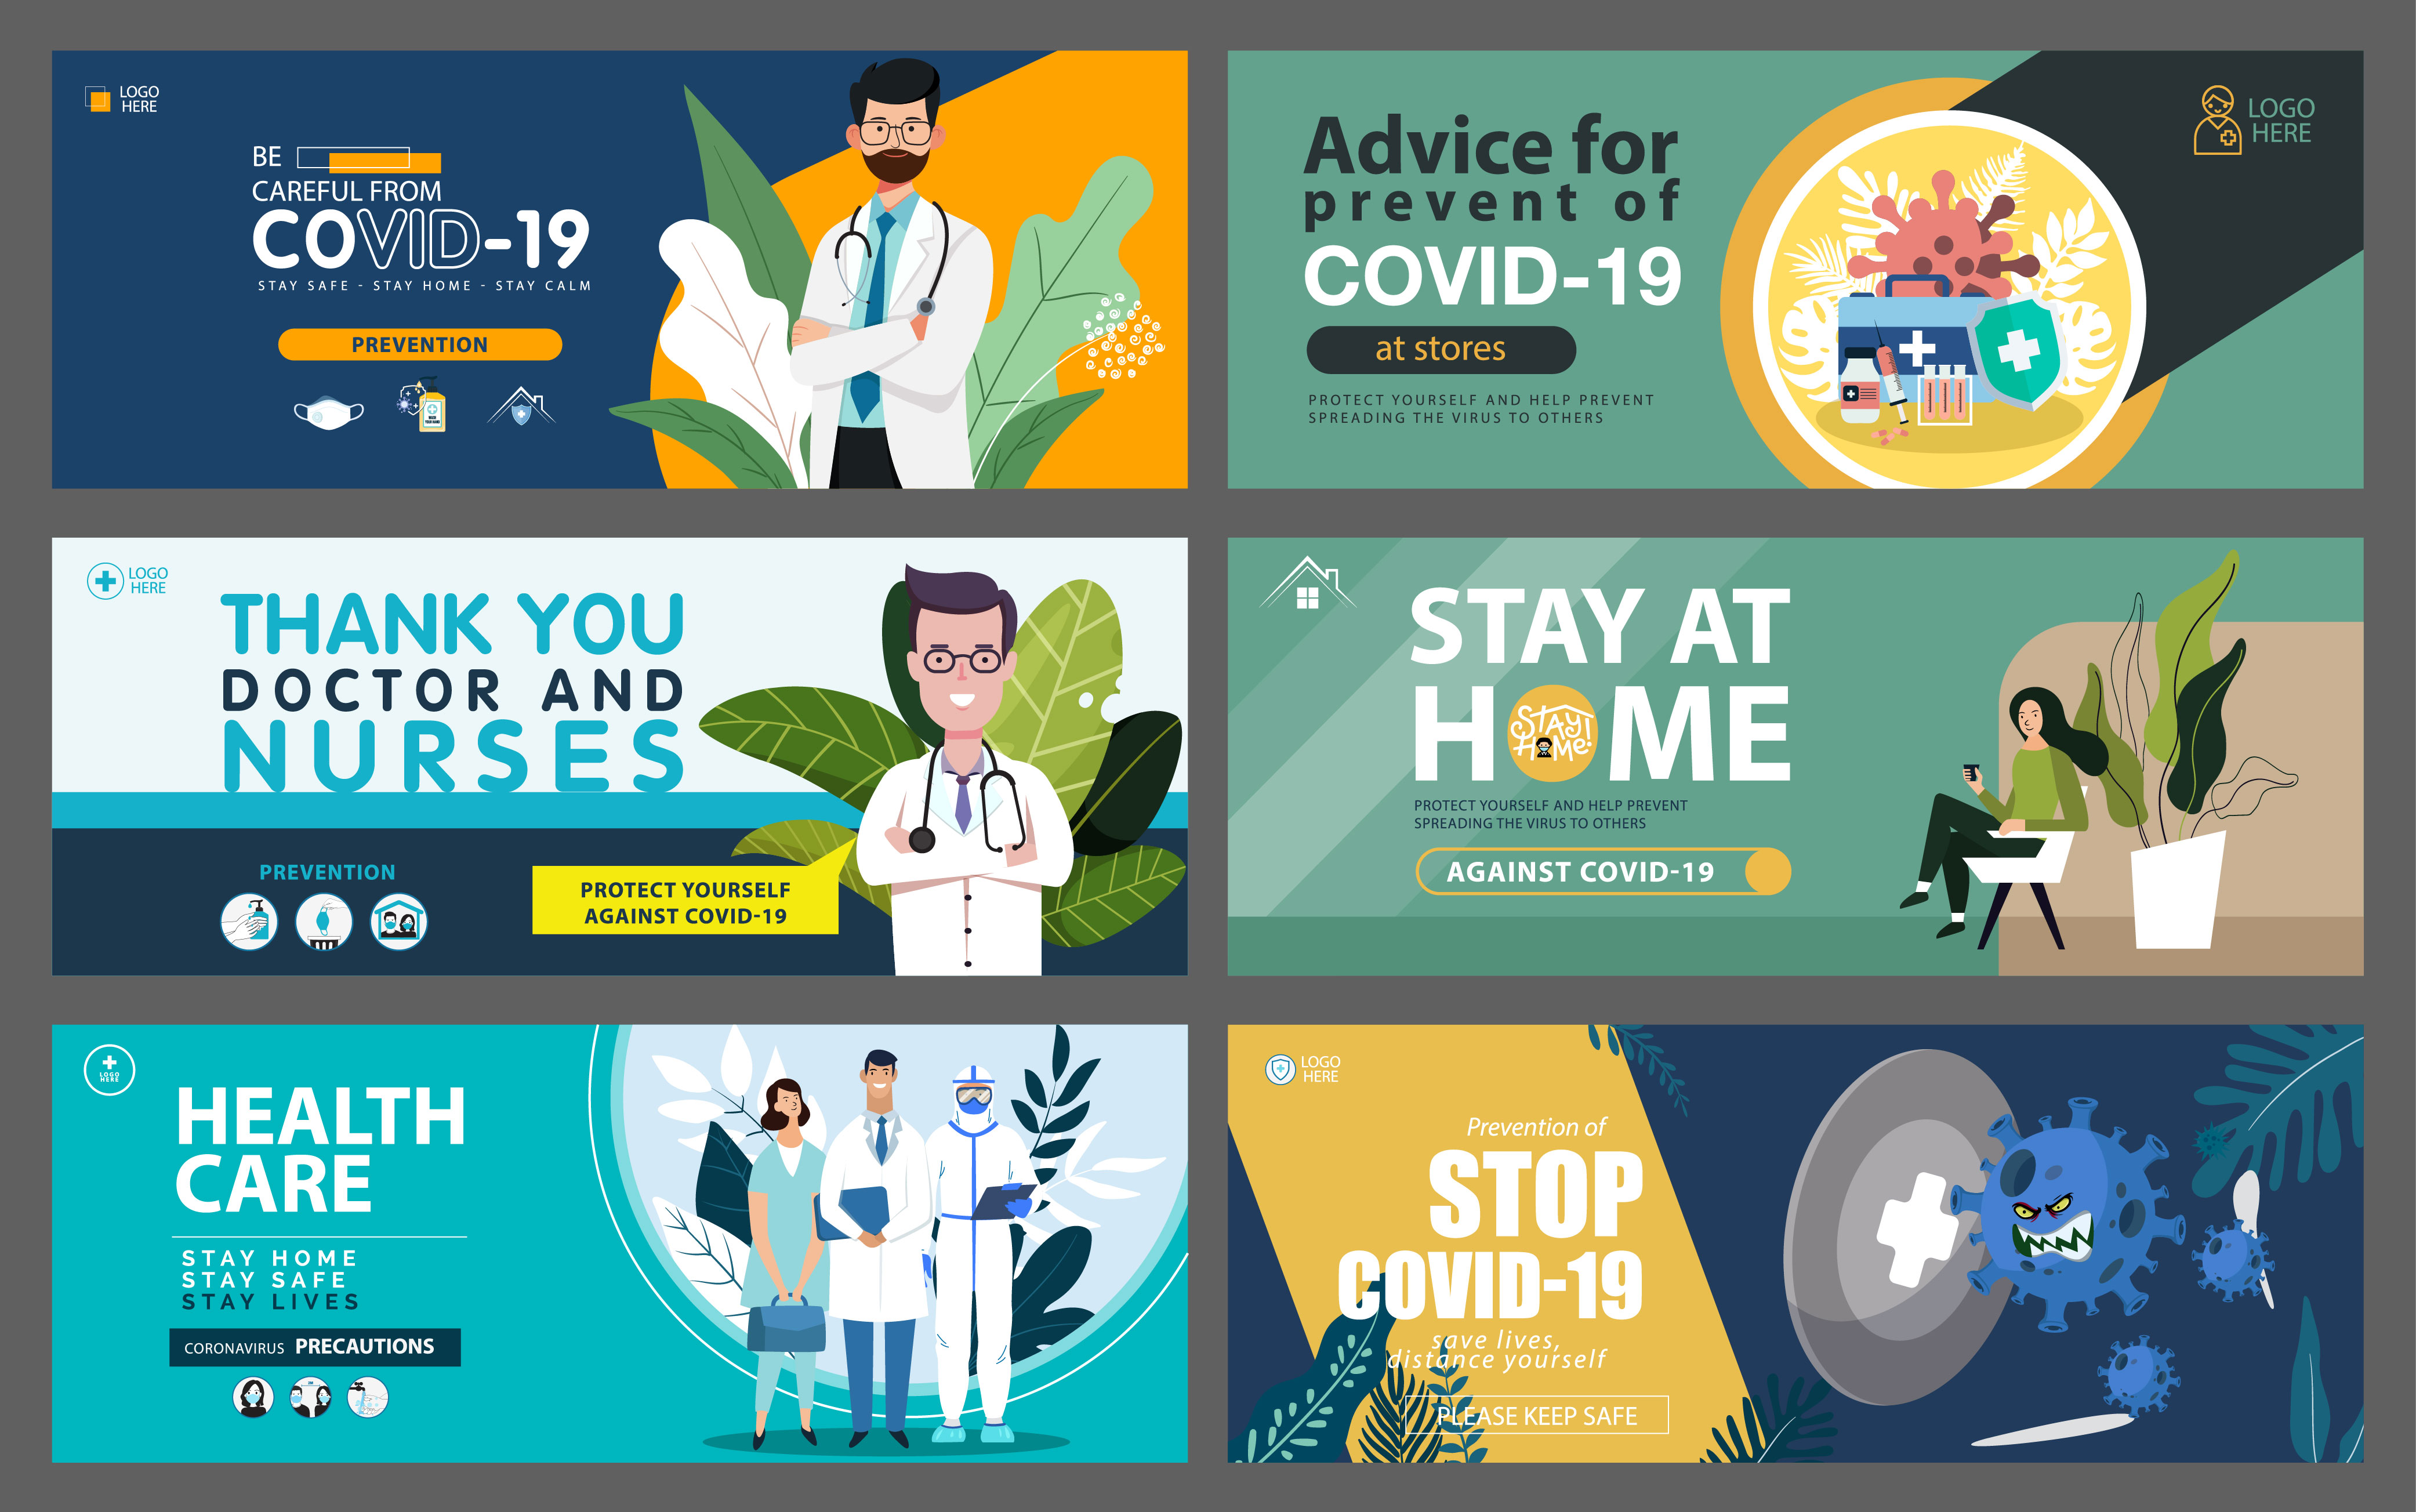 LOGO
HERE
BE
CAREFUL FROM
COVID-19
STAY SAFE - STAY HOME - STAY CALM
PREVENTION
Advice for
prevent of
COVID-19
at stores
PROTECT YOURSELF AND HELP PREVENT
SPREADING THE VIRUS TO OTHERS
LOGO
HERE
LOGO
HERE
THANK YOU
DOCTOR AND
NURSES
PREVENTION
PROTECT YOURSELF
AGAINST COVID-19
STAY AT
HOME
STAY!
HOMe!
PROTECT YOURSELF AND HELP PREVENT
SPREADING THE VIRUS TO OTHERS
AGAINST COVID-19
LOGO
HERE
HEALTH
CARE
STAY HOME
STAY SAFE
STAY LIVES
CORONAVIRUS PRECAUTIONS
LOGO
HERE
Prevention of
STOP
COVID-19
save lives,
distance yourself
PLEASE KEEP SAFE